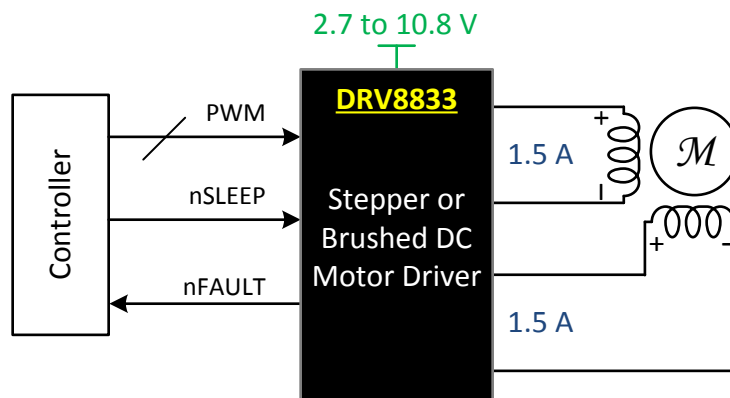 2.7 to 10.8 V
Controller
PWM
nSLEEP
nFAULT
DRV8833
Stepper or
Brushed DC
Motor Driver
1.5 A
1.5 A
+
–
M
+
-